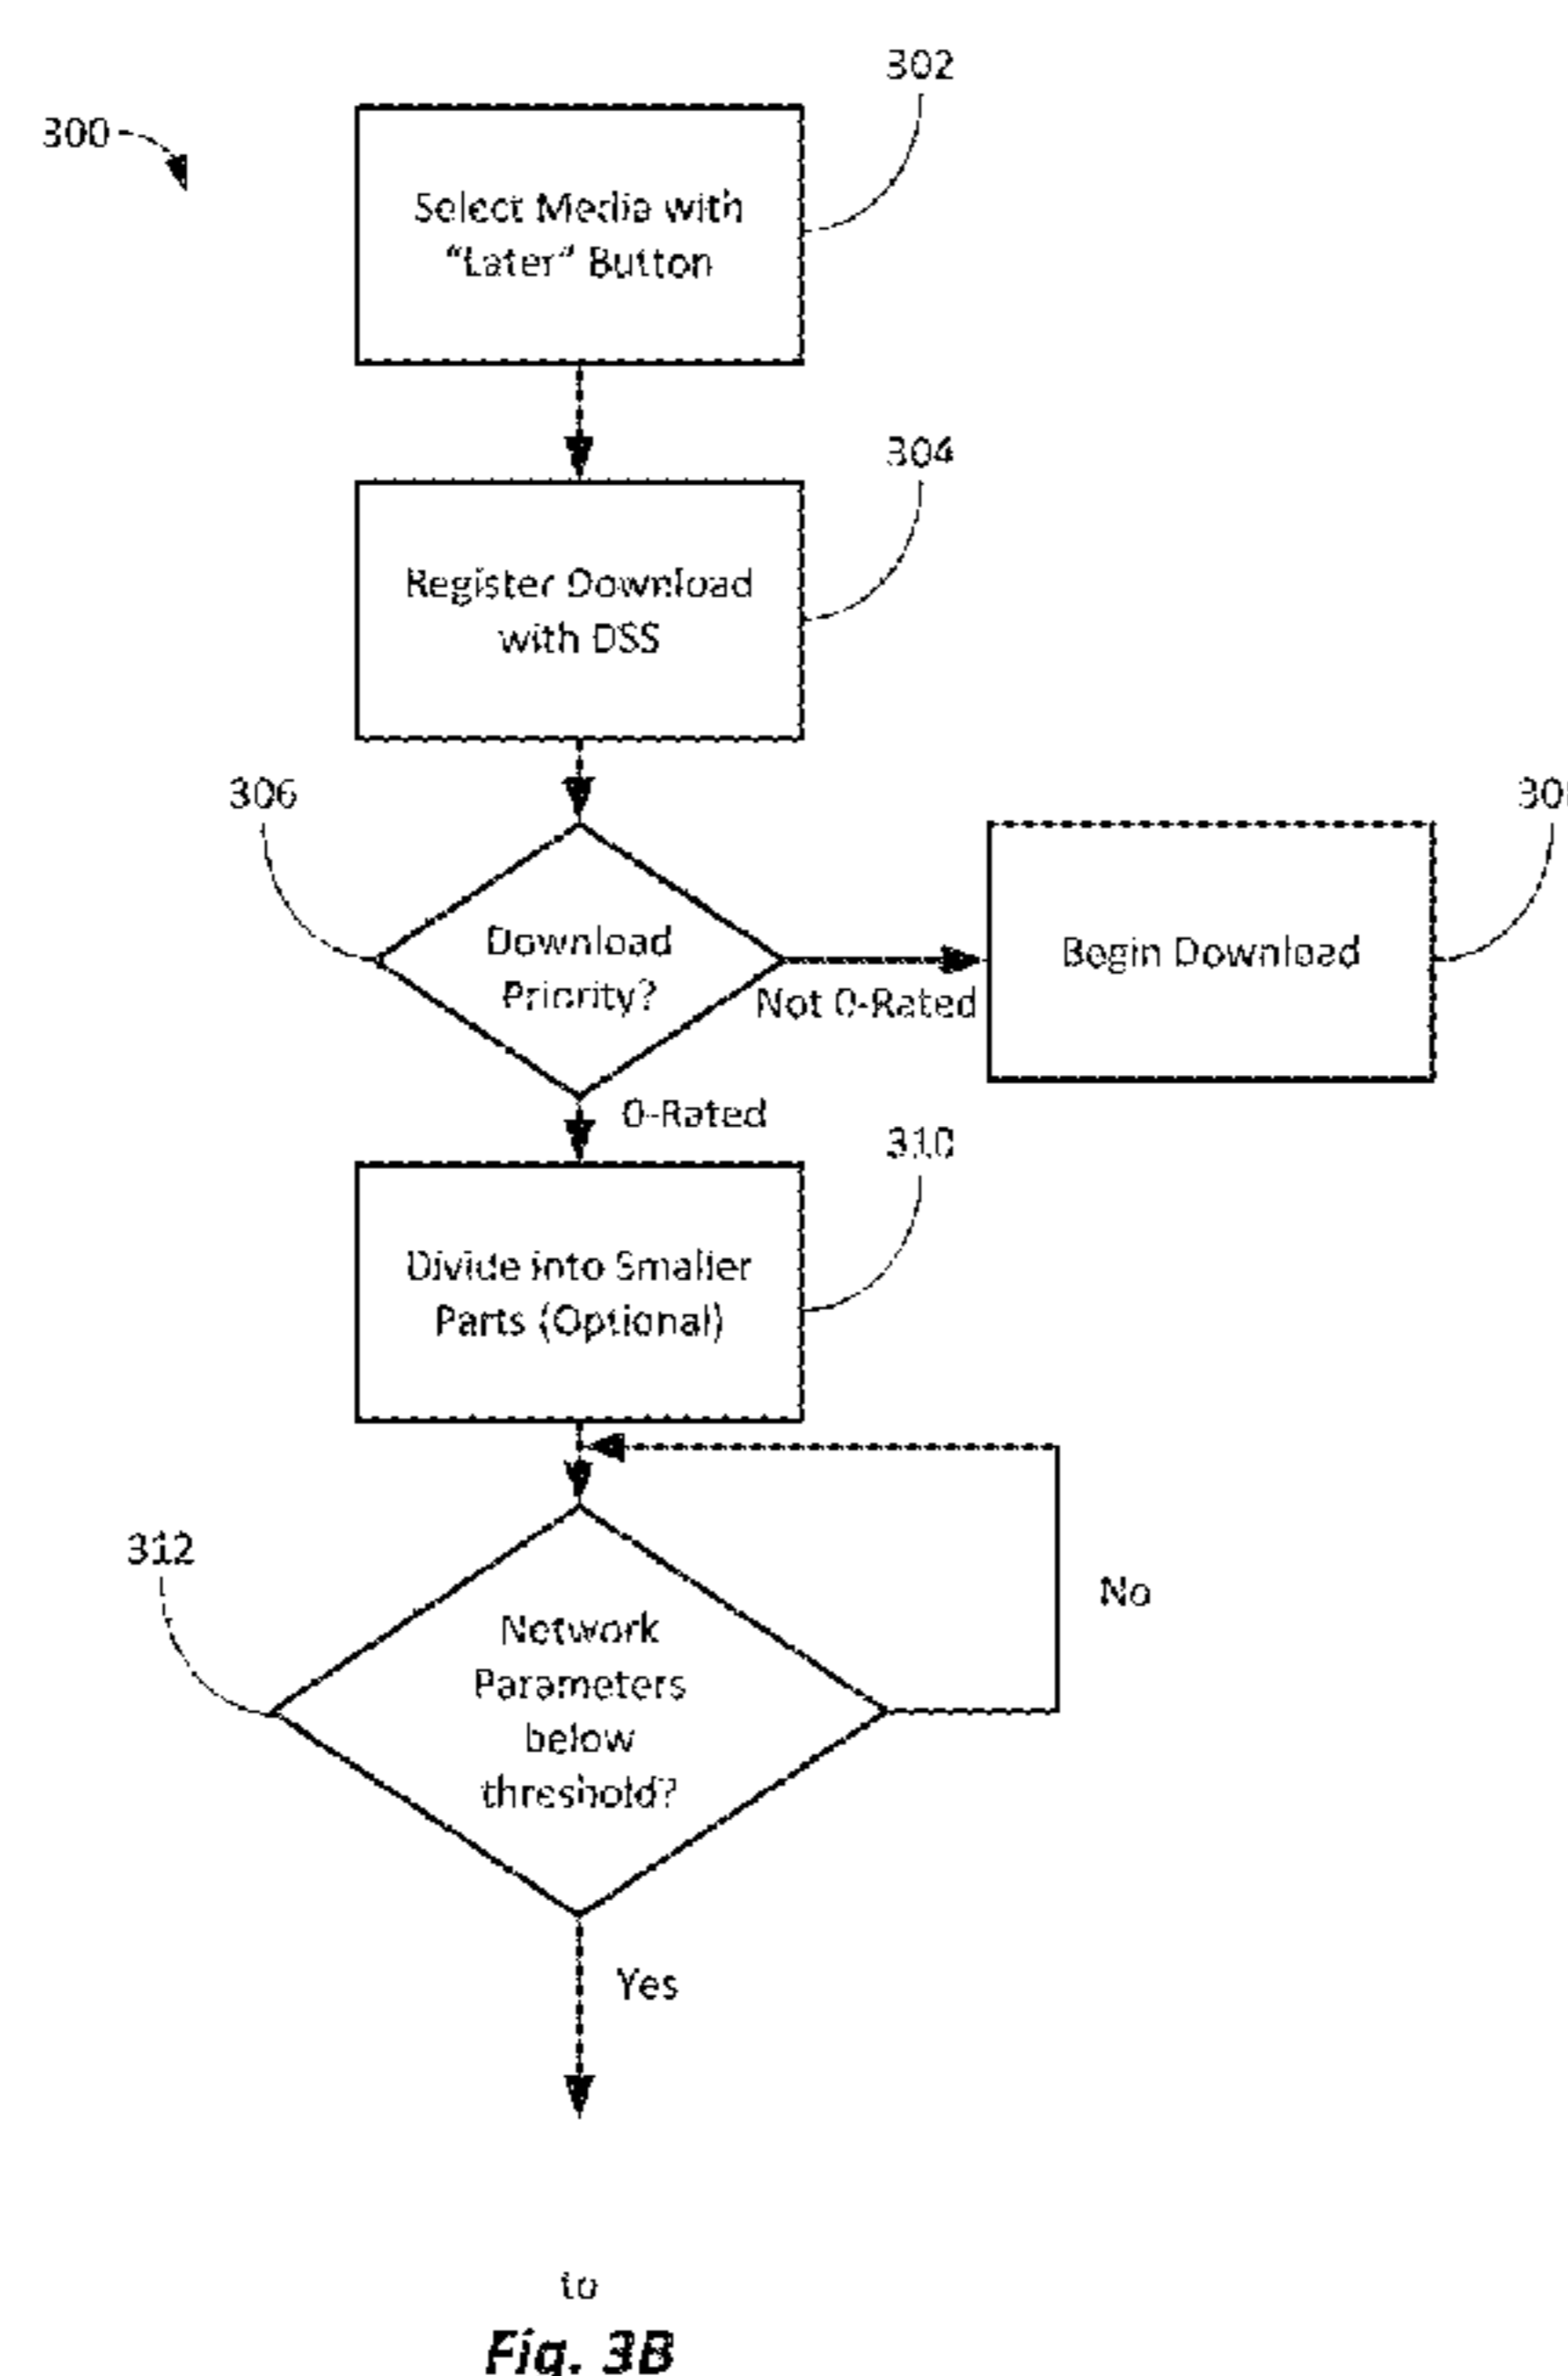 302
300
Select Media with
“Later” Button
304
Register Download
with DSS
306
Download
Priority?
Not 0-Rated
Begin Download
0-Rated
310
Divide into Smaller
Parts (Optional)
312
Network
Parameters
below
threshold?
No
Yes
to
Fig. 3B